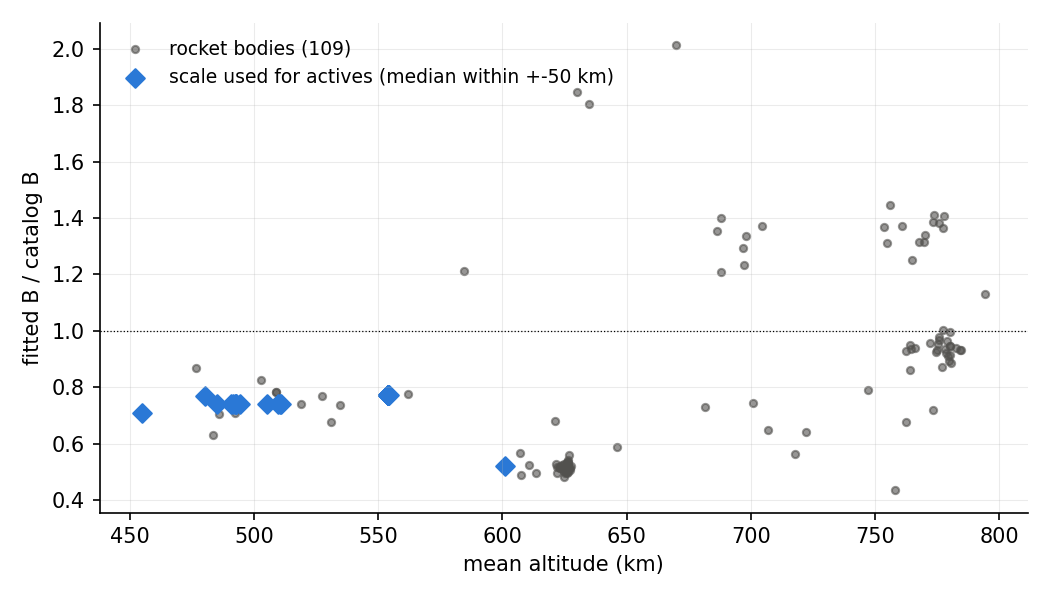 rocket bodies (109)
scale used for actives (median within +-50 km)
fitted B / catalog B
2.0
1.8
1.6
1.4
1.2
1.0
0.8
0.6
0.4
450 500 550 600 650 700 750 800
mean altitude (km)